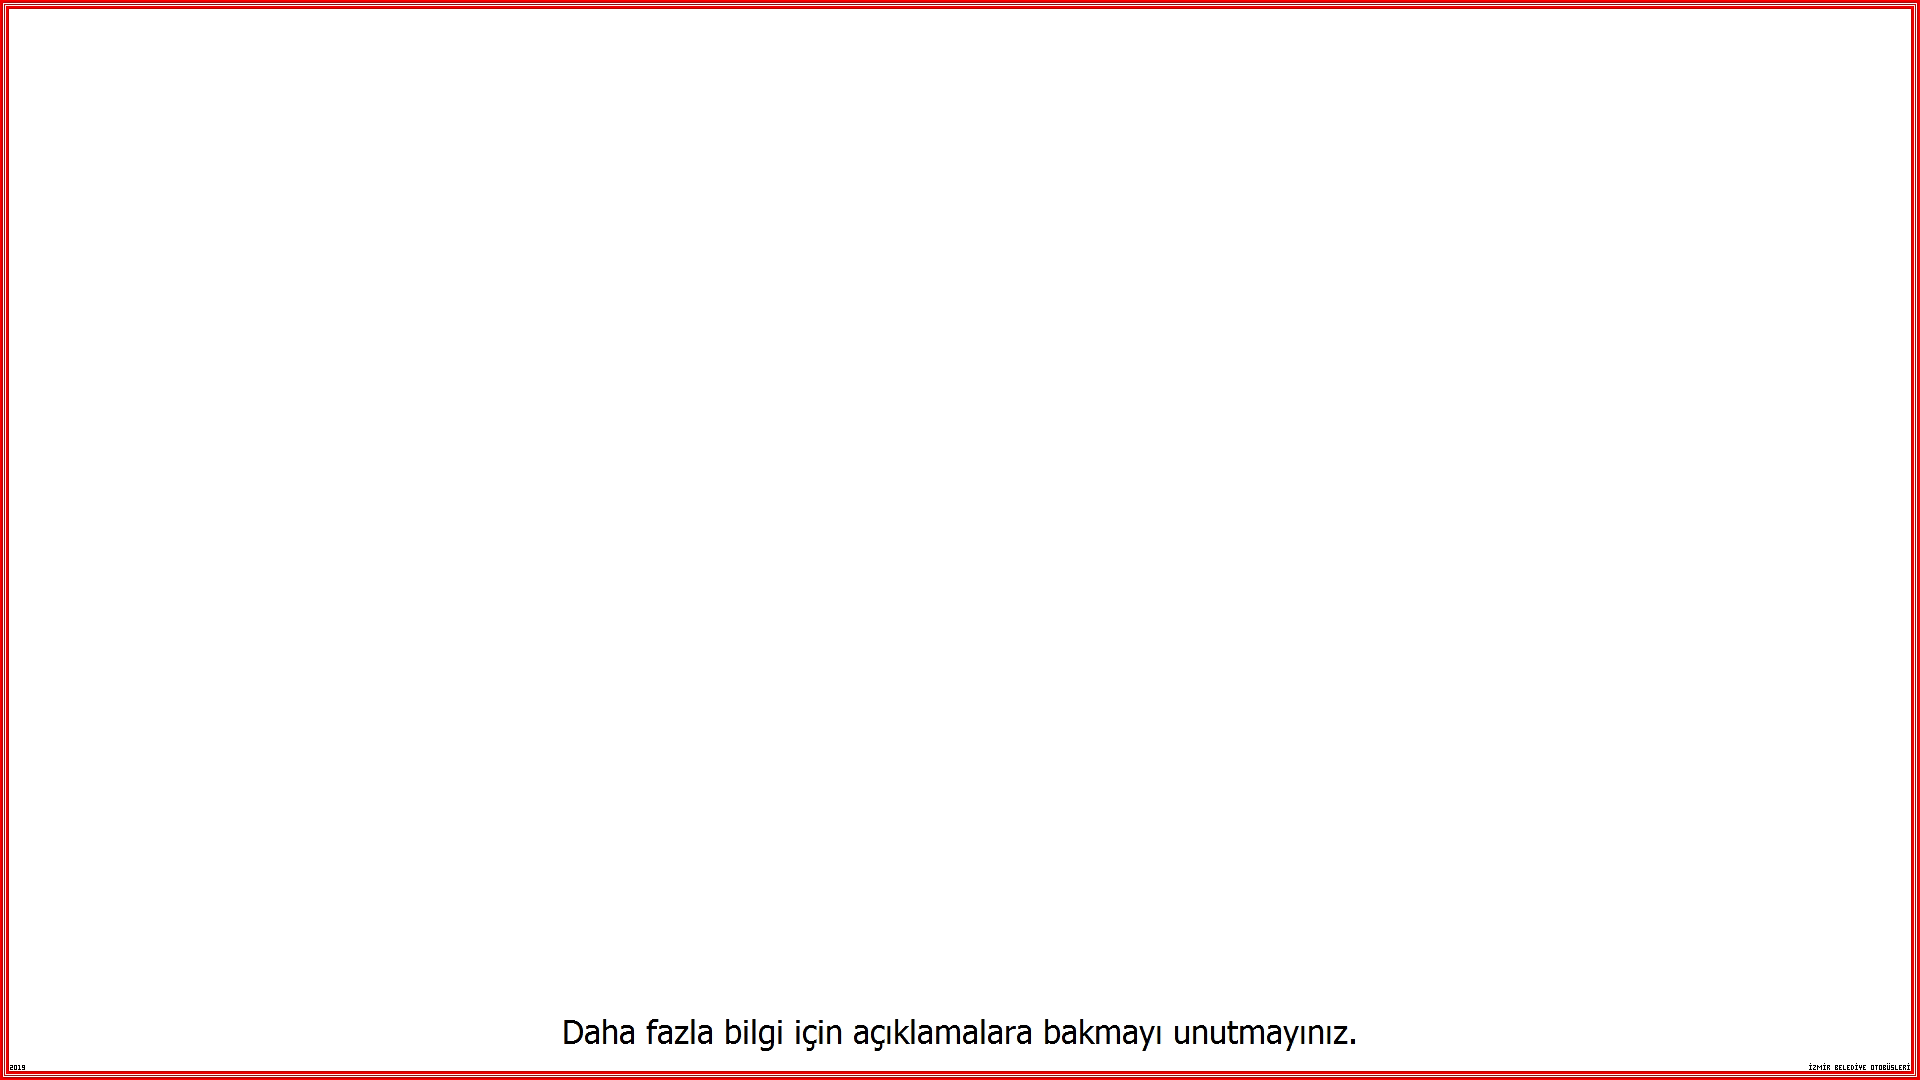 Daha fazla bilgi için açıklamalara bakmayı unutmayınız.
2019
İZMİR BELEDİYE OTOBÜSLERİ